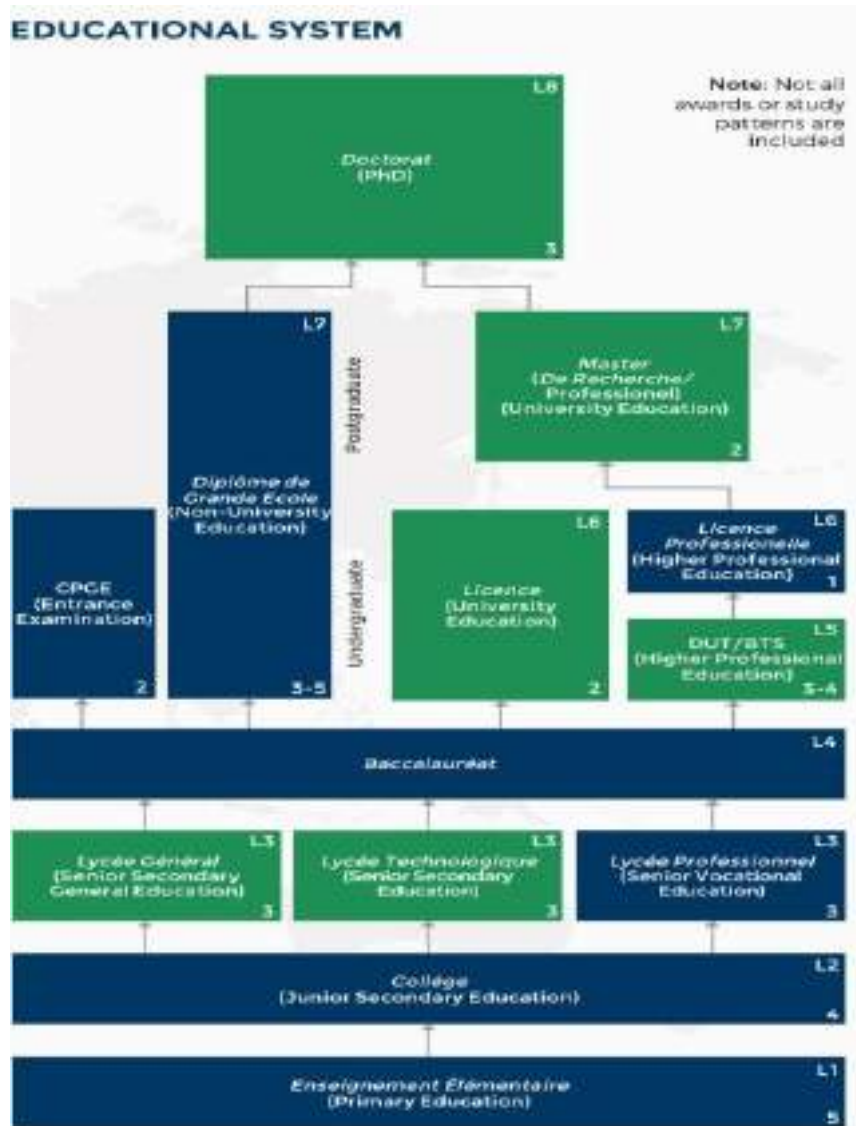 EDUCATIONAL SYSTEM
Note: Not all
awards or study
patterns are
included
L8
Doctorat
(PhD)
3
L7
Diplôme de
Grande Ecole
(Non-University
Education)
3-5
Postgraduate
Undergraduate
L7
Master
(De Recherche/
Professionel)
(University Education)
2
CPGE
(Entrance
Examination)
2
L6
Licence
(University
Education)
2
L6
Licence
Professionelle
(Higher Professional
Education)
1
L5
DUT/BTS
(Higher Professional
Education)
3-4
L4
Baccalauréat
L3
Lycée Général
(Senior Secondary
General Education)
3
L3
Lycée Technologique
(Senior Secondary
Education)
3
L3
Lycée Professionnel
(Senior Vocational
Education)
3
L2
Collége
(Junior Secondary Education)
4
L1
Enseignement Élémentaire
(Primary Education)
5